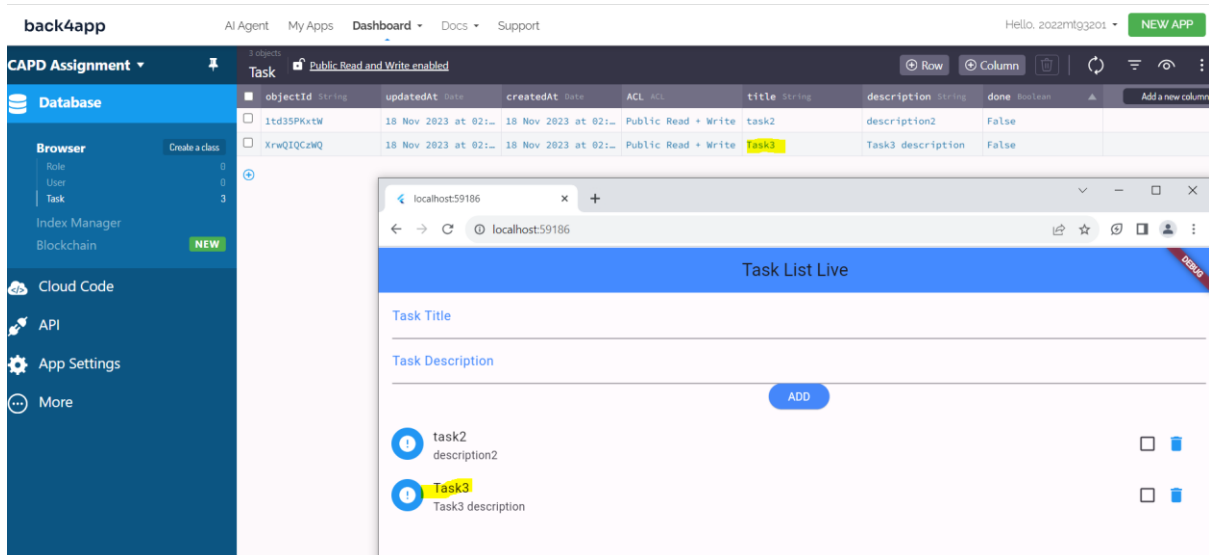 back4app
AI Agent My Apps Dashboard Docs Support
Hello, 2022mt93201
NEW APP
CAPD Assignment
3 objects
Task Public Read and Write enabled
Row Column
Database
objectId String updatedAt Date createdAt Date ACL ACL title String description String done Boolean Add a new column
1td35PKxtW 18 Nov 2023 at 02:… 18 Nov 2023 at 02:… Public Read + Write task2 description2 False
XrwQIQCzWQ 18 Nov 2023 at 02:… 18 Nov 2023 at 02:… Public Read + Write Task3 Task3 description False
Browser Create a class
Role 0
User 0
Task 3
Index Manager
Blockchain NEW
Cloud Code
API
App Settings
More
localhost:59186
localhost:59186
Task List Live
DEBUG
Task Title
Task Description
ADD
task2
description2
Task3
Task3 description